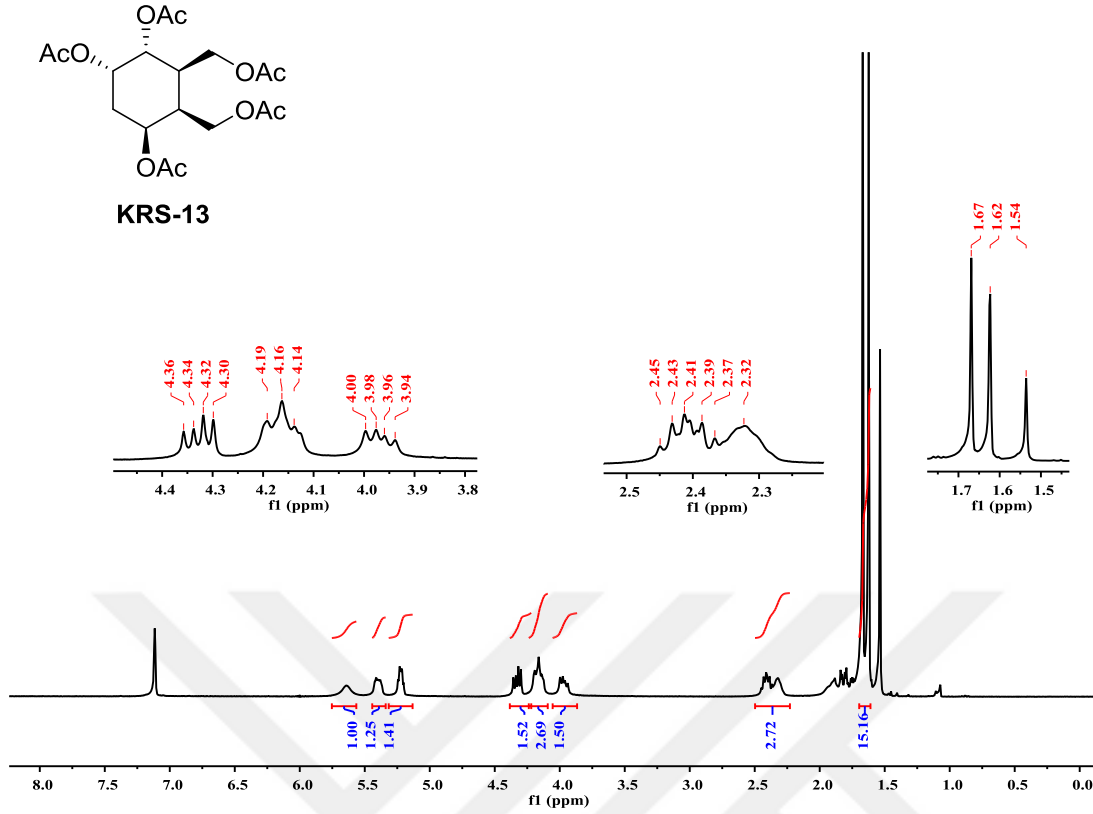 OAc
AcO
OAc
OAc
OAc
KRS-13
4.36
4.34
4.32
4.30
4.19
4.16
4.14
4.00
3.98
3.96
3.94
4.4 4.3 4.2 4.1 4.0 3.9 3.8
f1 (ppm)
2.45
2.43
2.41
2.39
2.37
2.32
2.5 2.4 2.3
f1 (ppm)
1.67
1.62
1.54
1.7 1.6 1.5
f1 (ppm)
1.00
1.25
1.41
1.52
2.69
1.50
2.72
15.16
8.0 7.5 7.0 6.5 6.0 5.5 5.0 4.5 4.0 3.5 3.0 2.5 2.0 1.5 1.0 0.5 0.0
f1 (ppm)